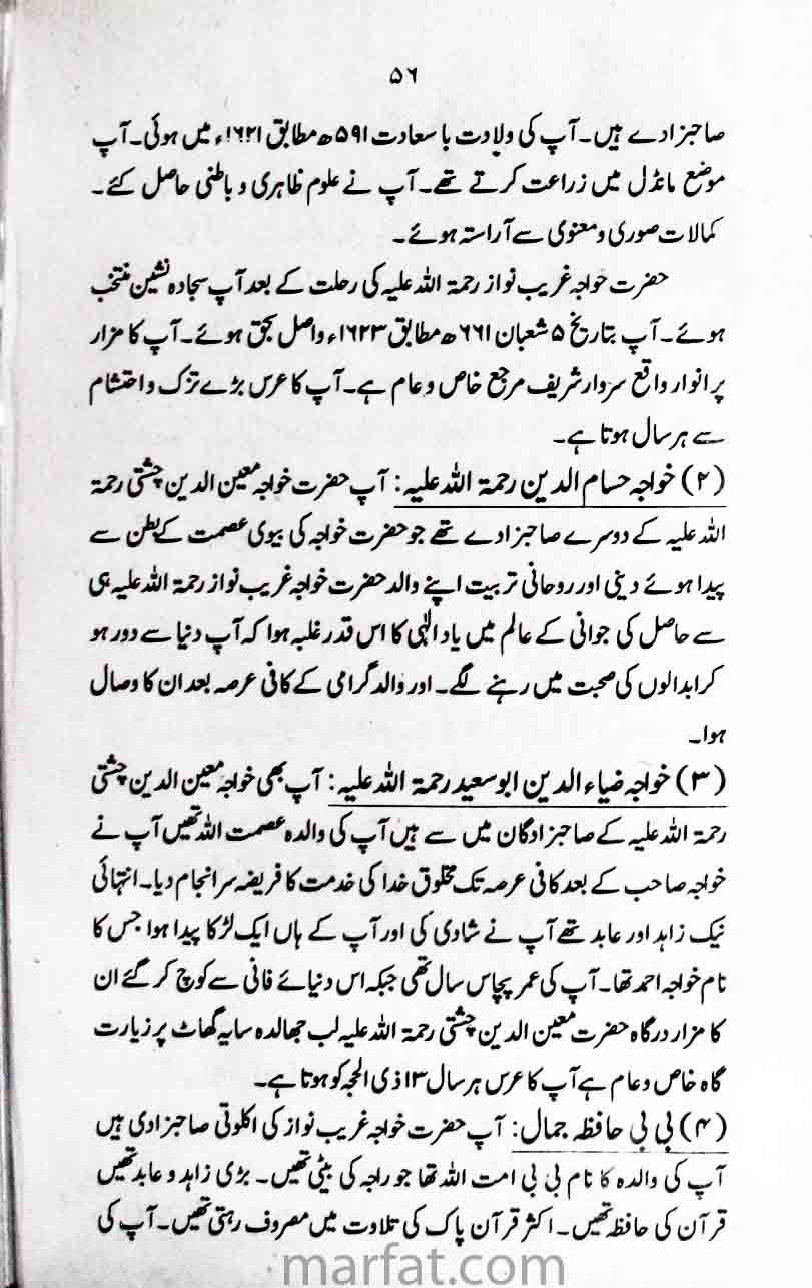 ۵۶
صاحبزادے ہیں۔ آپ کی ولادت با سعادت ۵۹۱ھ مطابق ۱۶۲۱ء میں ہوئی۔ آپ
موضع مانڈل میں زراعت کرتے تھے۔ آپ نے علوم ظاہری و باطنی حاصل کئے۔
کمالات صوری و معنوی سے آراستہ ہوئے۔
حضرت خواجہ غریب نواز رحمۃ اللہ علیہ کی رحلت کے بعد آپ سجادہ نشین منتخب
ہوئے۔ آپ بتاریخ ۵ شعبان ۶۶۱ھ مطابق ۱۶۲۳ء واصل بحق ہوئے۔ آپ کا مزار
پر انوار واقع سروار شریف مرجع خاص و عام ہے۔ آپ کا عرس بڑے تزک و احتشام
سے ہر سال ہوتا ہے۔
(۲) خواجہ حسام الدین رحمۃ اللہ علیہ: آپ حضرت خواجہ معین الدین چشتی رحمۃ
اللہ علیہ کے دوسرے صاحبزادے تھے جو حضرت خواجہ کی بیوی عصمت کے بطن سے
پیدا ہوئے دینی اور روحانی تربیت اپنے والد حضرت خواجہ غریب نواز رحمۃ اللہ علیہ ہی
سے حاصل کی جوانی کے عالم میں یاد الٰہی کا اس قدر غلبہ ہوا کہ آپ دنیا سے دور ہو
کر ابدالوں کی صحبت میں رہنے لگے۔ اور والد گرامی کے کافی عرصہ بعد ان کا وصال
ہوا۔
(۳) خواجہ ضیاء الدین ابو سعید رحمۃ اللہ علیہ: آپ بھی خواجہ معین الدین چشتی
رحمۃ اللہ علیہ کے صاحبزادگان میں سے ہیں آپ کی والدہ عصمت اللہ تھیں آپ نے
خواجہ صاحب کے بعد کافی عرصہ تک مخلوق خدا کی خدمت کا فریضہ سرانجام دیا۔ انتہائی
نیک زاہد اور عابد تھے آپ نے شادی کی اور آپ کے ہاں ایک لڑکا پیدا ہوا جس کا
نام خواجہ احمد تھا۔ آپ کی عمر پچاس سال تھی جبکہ اس دنیائے فانی سے کوچ کر گئے ان
کا مزار درگاہ حضرت معین الدین چشتی رحمۃ اللہ علیہ لب جھالدہ سایہ گھاٹ پر زیارت
گاہ خاص و عام ہے آپ کا عرس ہر سال ۱۳ ذی الحجہ کو ہوتا ہے۔
(۴) بی بی حافظہ جمال: آپ حضرت خواجہ غریب نواز کی اکلوتی صاحبزادی ہیں
آپ کی والدہ کا نام بی بی امت اللہ تھا جو راجہ کی بیٹی تھیں۔ بڑی زاہد و عابد تھیں
قرآن کی حافظ تھیں۔ اکثر قرآن پاک کی تلاوت میں مصروف رہتی تھیں۔ آپ کی
marfat.com